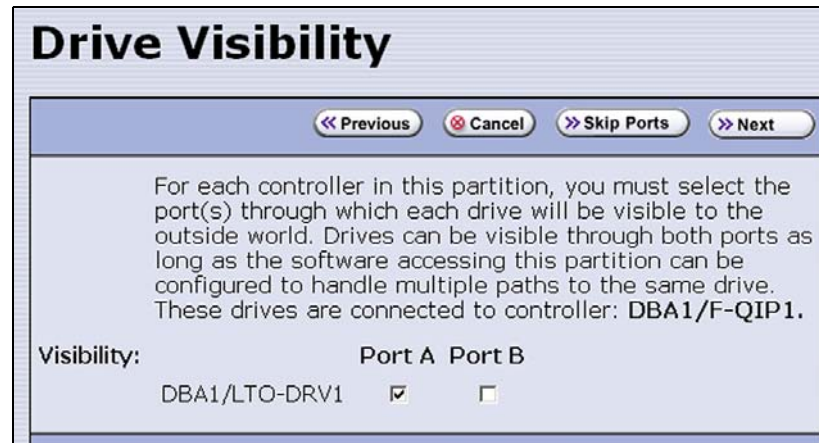 Drive Visibility
Previous Cancel Skip Ports Next
For each controller in this partition, you must select the
port(s) through which each drive will be visible to the
outside world. Drives can be visible through both ports as
long as the software accessing this partition can be
configured to handle multiple paths to the same drive.
These drives are connected to controller: DBA1/F-QIP1.
Visibility: Port A Port B
DBA1/LTO-DRV1